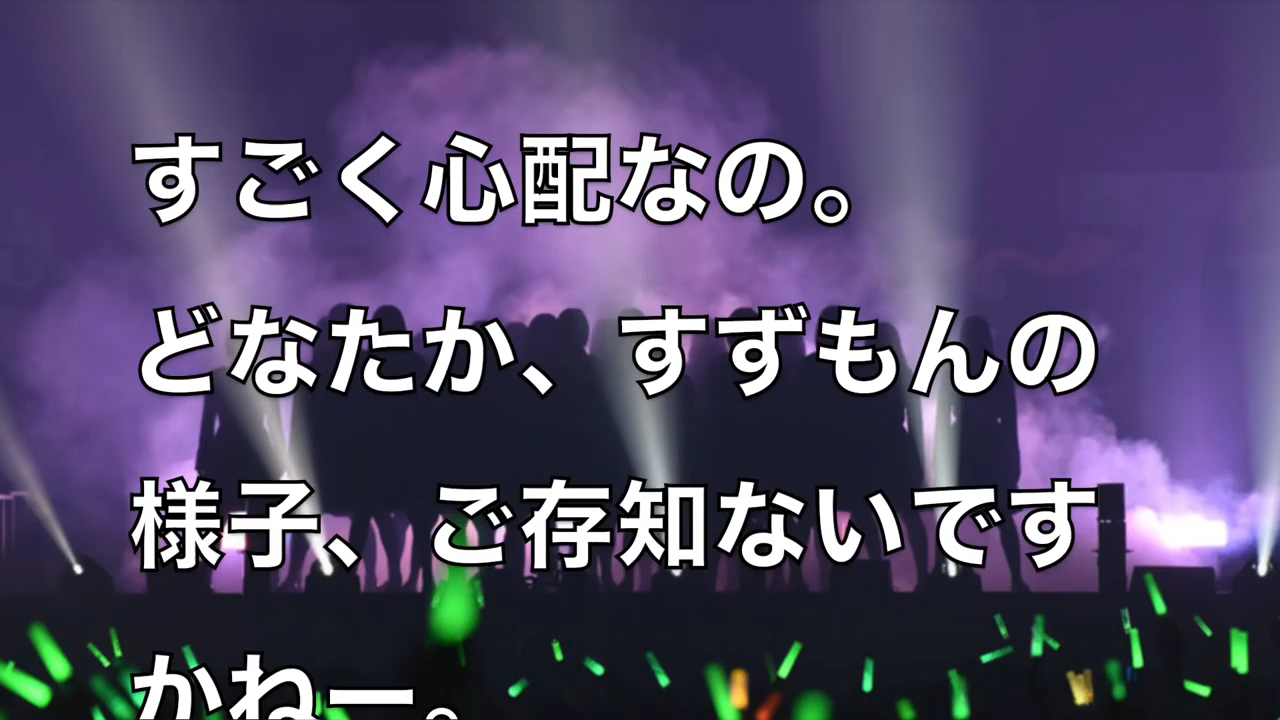 すごく心配なの。
どなたか、すずもんの
様子、ご存知ないです
かねー。